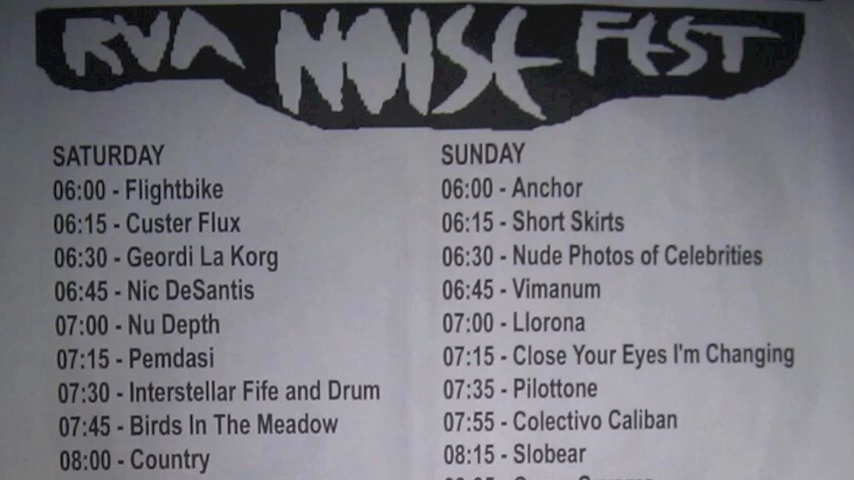 RVA NOISE FEST
SATURDAY
06:00 - Flightbike
06:15 - Custer Flux
06:30 - Geordi La Korg
06:45 - Nic DeSantis
07:00 - Nu Depth
07:15 - Pemdasi
07:30 - Interstellar Fife and Drum
07:45 - Birds In The Meadow
08:00 - Country
SUNDAY
06:00 - Anchor
06:15 - Short Skirts
06:30 - Nude Photos of Celebrities
06:45 - Vimanum
07:00 - Llorona
07:15 - Close Your Eyes I'm Changing
07:35 - Pilottone
07:55 - Colectivo Caliban
08:15 - Slobear